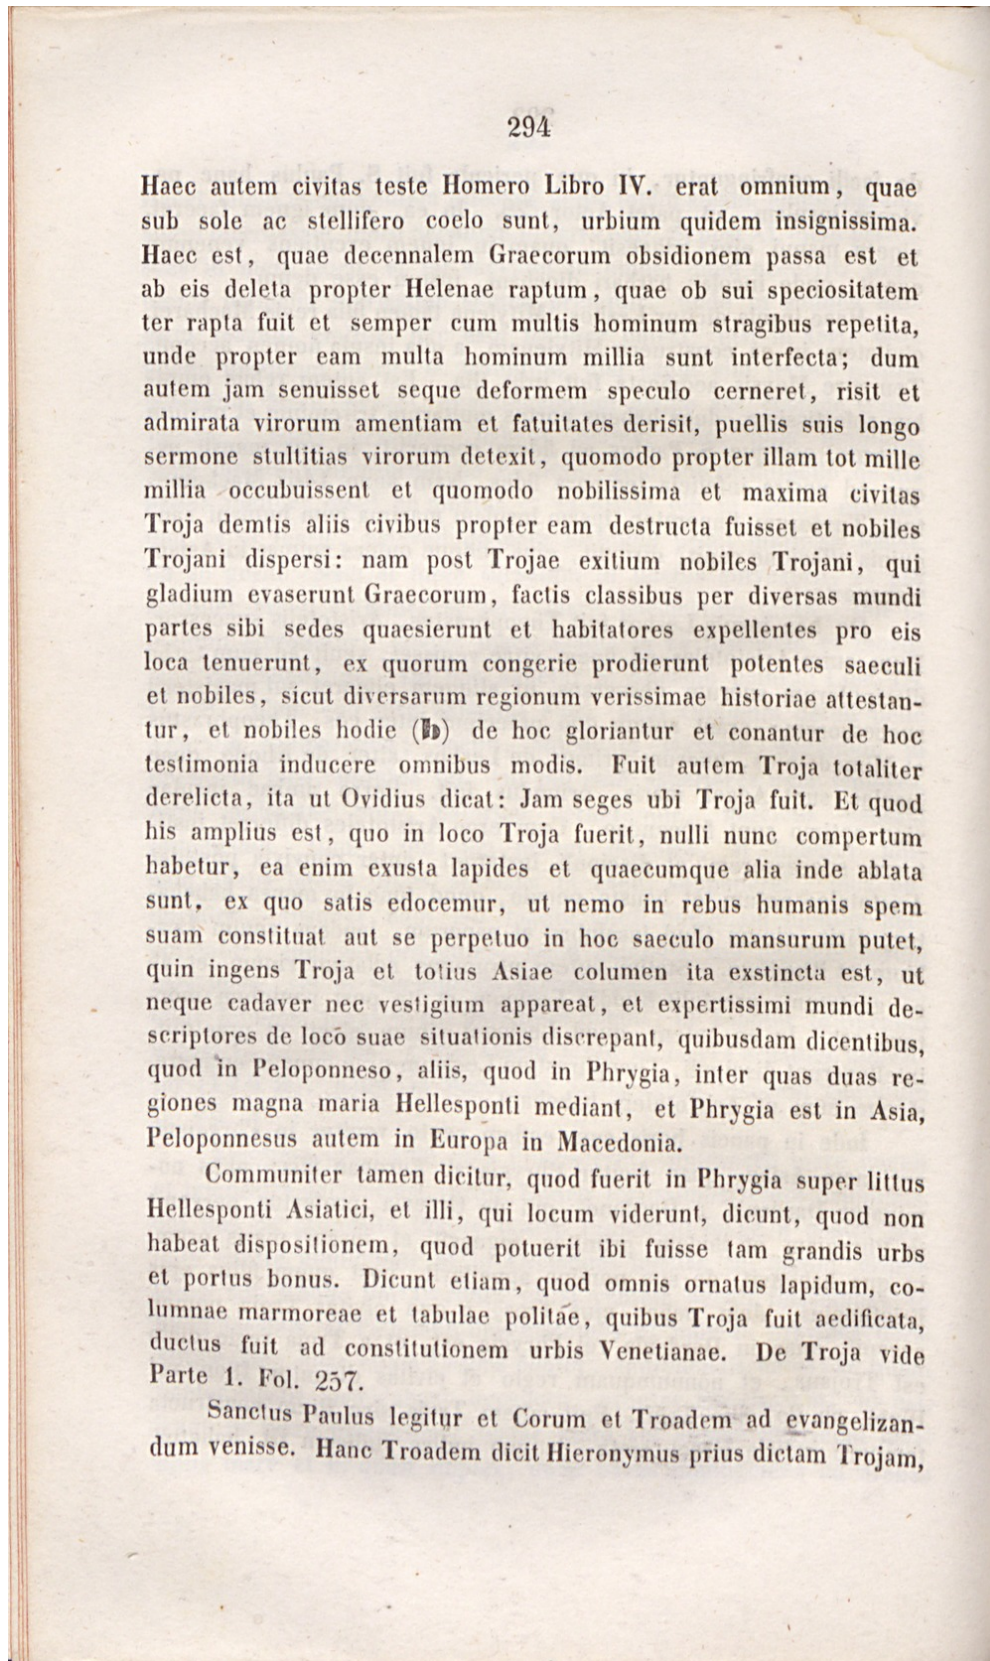 294
Haec autem civitas teste Homero Libro IV. erat omnium, quae
sub sole ac stellifero coelo sunt, urbium quidem insignissima.
Haec est, quae decennalem Graecorum obsidionem passa est et
ab eis deleta propter Helenae raptum, quae ob sui speciositatem
ter rapta fuit et semper cum multis hominum stragibus repetita,
unde propter eam multa hominum millia sunt interfecta; dum
autem jam senuisset seque deformem speculo cerneret, risit et
admirata virorum amentiam et fatuitates derisit, puellis suis longo
sermone stultitias virorum detexit, quomodo propter illam tot mille
millia occubuissent et quomodo nobilissima et maxima civitas
Troja demtis aliis civibus propter eam destructa fuisset et nobiles
Trojani dispersi: nam post Trojae exitium nobiles Trojani, qui
gladium evaserunt Graecorum, factis classibus per diversas mundi
partes sibi sedes quaesierunt et habitatores expellentes pro eis
loca tenuerunt, ex quorum congerie prodierunt potentes saeculi
et nobiles, sicut diversarum regionum verissimae historiae attestan-
tur, et nobiles hodie () de hoc gloriantur et conantur de hoc
testimonia inducere omnibus modis. Fuit autem Troja totaliter
derelicta, ita ut Ovidius dicat: Jam seges ubi Troja fuit. Et quod
his amplius est, quo in loco Troja fuerit, nulli nunc compertum
habetur, ea enim exusta lapides et quaecumque alia inde ablata
sunt, ex quo satis edocemur, ut nemo in rebus humanis spem
suam constituat aut se perpetuo in hoc saeculo mansurum putet,
quin ingens Troja et totius Asiae columen ita exstincta est, ut
neque cadaver nec vestigium appareat, et expertissimi mundi de-
scriptores de loco suae situationis discrepant, quibusdam dicentibus,
quod in Peloponneso, aliis, quod in Phrygia, inter quas duas re-
giones magna maria Hellesponti mediant, et Phrygia est in Asia,
Peloponnesus autem in Europa in Macedonia.
Communiter tamen dicitur, quod fuerit in Phrygia super littus
Hellesponti Asiatici, et illi, qui locum viderunt, dicunt, quod non
habeat dispositionem, quod potuerit ibi fuisse tam grandis urbs
et portus bonus. Dicunt etiam, quod omnis ornatus lapidum, co-
lumnae marmoreae et tabulae politae, quibus Troja fuit aedificata,
ductus fuit ad constitutionem urbis Venetianae. De Troja vide
Parte 1. Fol. 257.
Sanctus Paulus legitur et Corum et Troadem ad evangelizan-
dum venisse. Hanc Troadem dicit Hieronymus prius dictam Trojam,